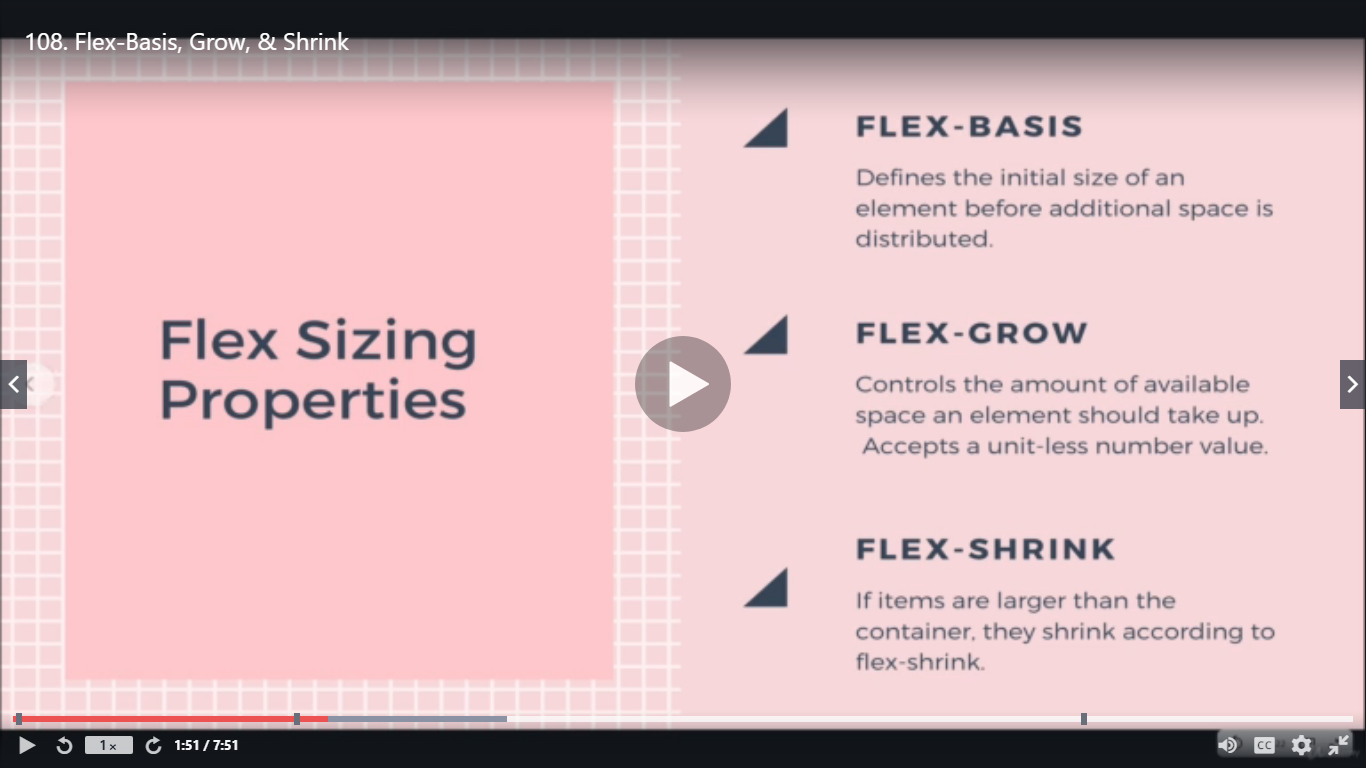 108. Flex-Basis, Grow, & Shrink
Flex Sizing
Properties
FLEX-BASIS
Defines the initial size of an
element before additional space is
distributed.
FLEX-GROW
Controls the amount of available
space an element should take up.
Accepts a unit-less number value.
FLEX-SHRINK
If items are larger than the
container, they shrink according to
flex-shrink.
1x
1:51 / 7:51
CC